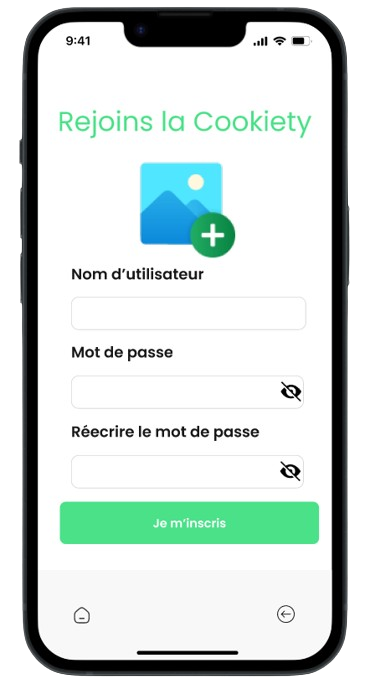 9:41
Rejoins la Cookiety
Nom d’utilisateur
Mot de passe
Réecrire le mot de passe
Je m’inscris